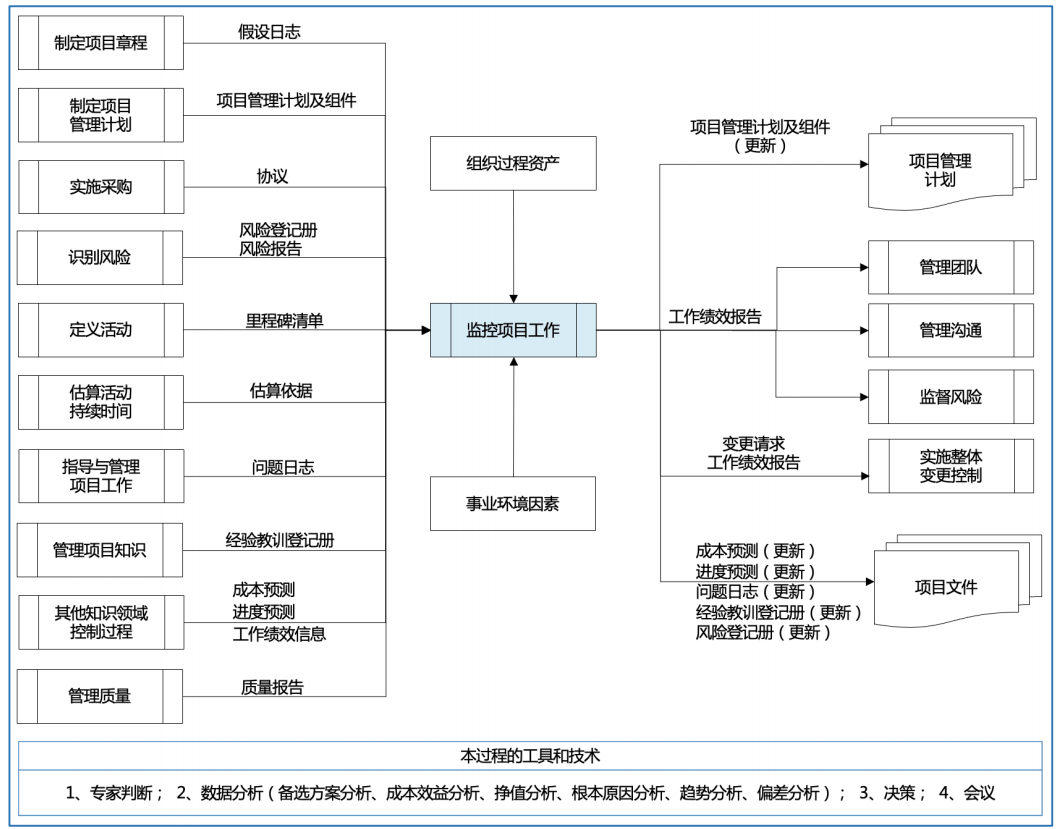 制定项目章程
假设日志
制定项目
管理计划
项目管理计划及组件
实施采购
协议
识别风险
风险登记册
风险报告
定义活动
里程碑清单
估算活动
持续时间
估算依据
指导与管理
项目工作
问题日志
管理项目知识
经验教训登记册
其他知识领域
控制过程
成本预测
进度预测
工作绩效信息
管理质量
质量报告
组织过程资产
监控项目工作
事业环境因素
项目管理计划及组件
（更新）
项目管理
计划
工作绩效报告
管理团队
管理沟通
监督风险
变更请求
工作绩效报告
实施整体
变更控制
成本预测（更新）
进度预测（更新）
问题日志（更新）
经验教训登记册（更新）
风险登记册（更新）
项目文件
本过程的工具和技术
1、专家判断； 2、数据分析（备选方案分析、成本效益分析、挣值分析、根本原因分析、趋势分析、偏差分析）； 3、决策； 4、会议